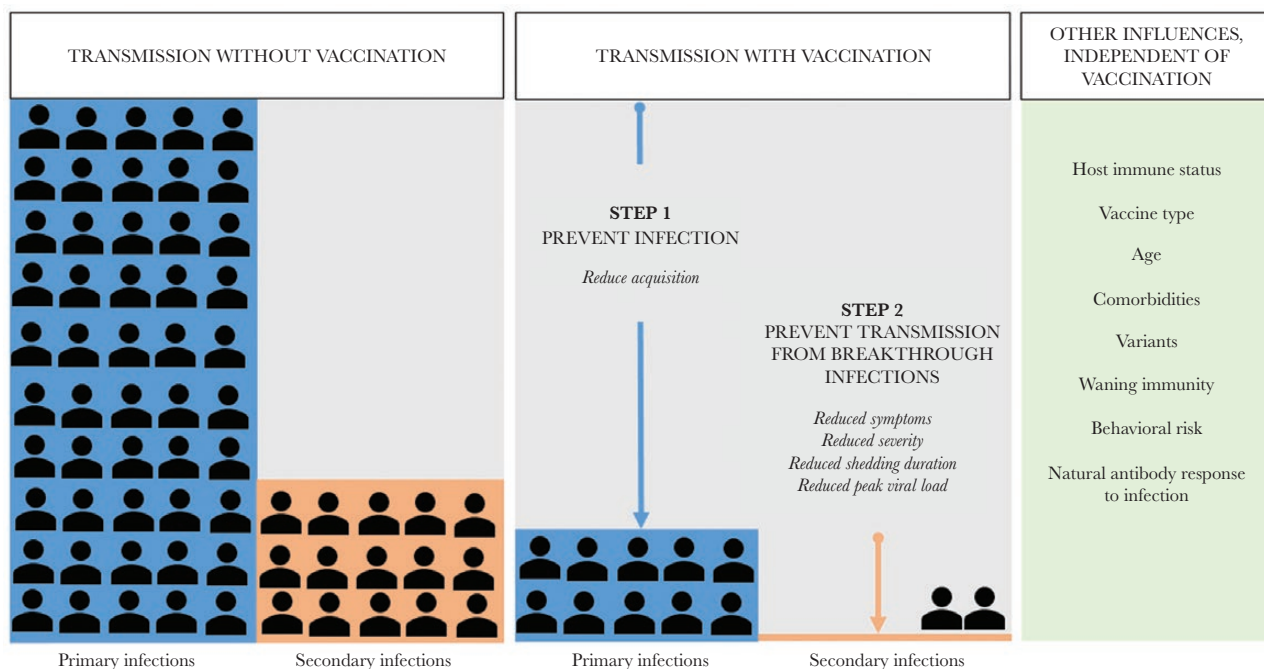 TRANSMISSION WITHOUT VACCINATION
TRANSMISSION WITH VACCINATION
OTHER INFLUENCES,
INDEPENDENT OF
VACCINATION
STEP 1
PREVENT INFECTION
Reduce acquisition
STEP 2
PREVENT TRANSMISSION
FROM BREAKTHROUGH
INFECTIONS
Reduced symptoms
Reduced severity
Reduced shedding duration
Reduced peak viral load
Host immune status
Vaccine type
Age
Comorbidities
Variants
Waning immunity
Behavioral risk
Natural antibody response
to infection
Primary infections
Secondary infections
Primary infections
Secondary infections